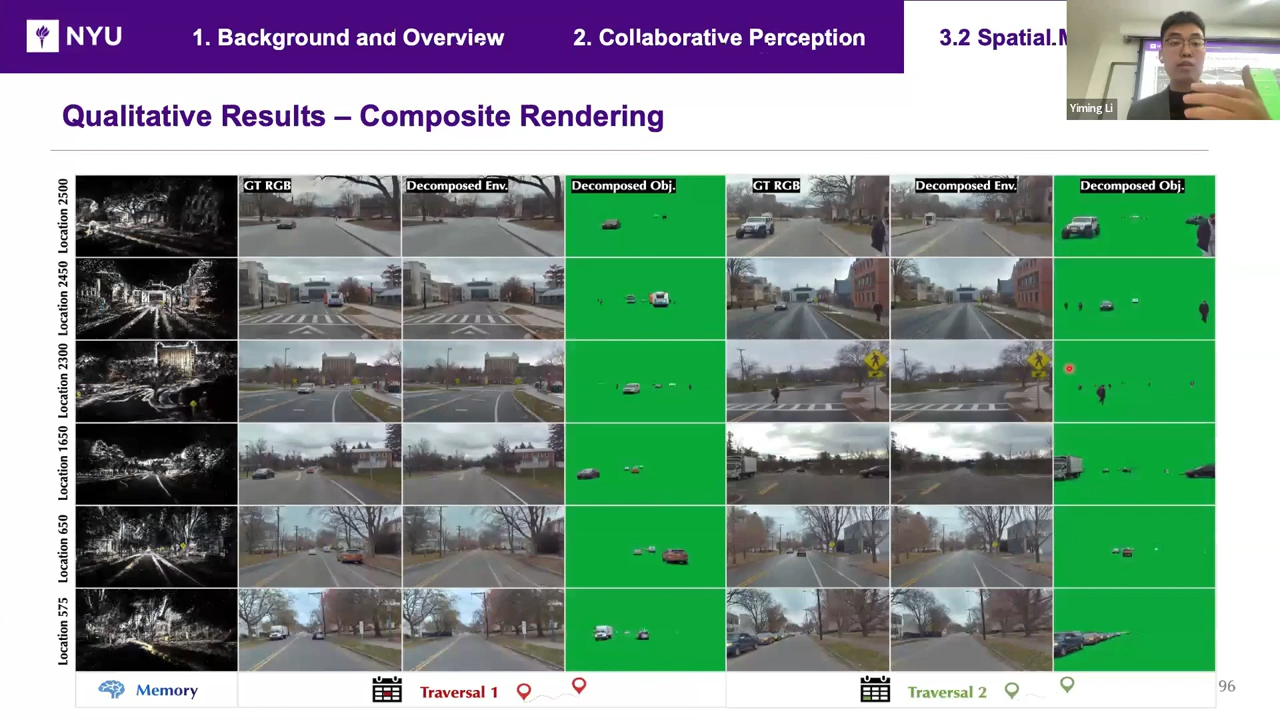 NYU
1. Background and Overview
2. Collaborative Perception
3.2 Spatial.M
Yiming Li
Qualitative Results – Composite Rendering
GT RGB
Decomposed Env.
Decomposed Obj.
GT RGB
Decomposed Env.
Decomposed Obj.
Location 2500
Location 2450
Location 2300
Location 1650
Location 650
Location 575
Memory
Traversal 1
Traversal 2
96